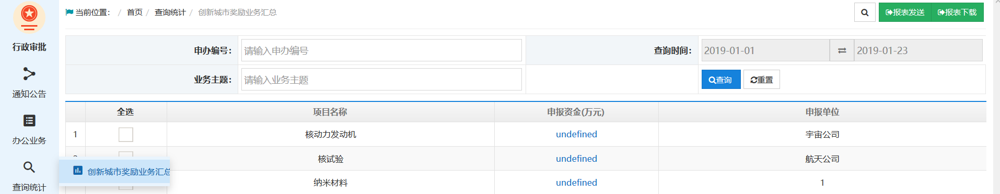 当前位置： / 首页 / 查询统计 / 创新城市奖励业务汇总
报表发送 报表下载
行政审批
通知公告
办公业务
查询统计
创新城市奖励业务汇总
申办编号： 请输入申办编号 查询时间： 2019-01-01 2019-01-23
业务主题： 请输入业务主题 查询 重置
全选 项目名称 申报资金(万元) 申报单位
1 核动力发动机 undefined 宇宙公司
核试验 undefined 航天公司
纳米材料 undefined 1